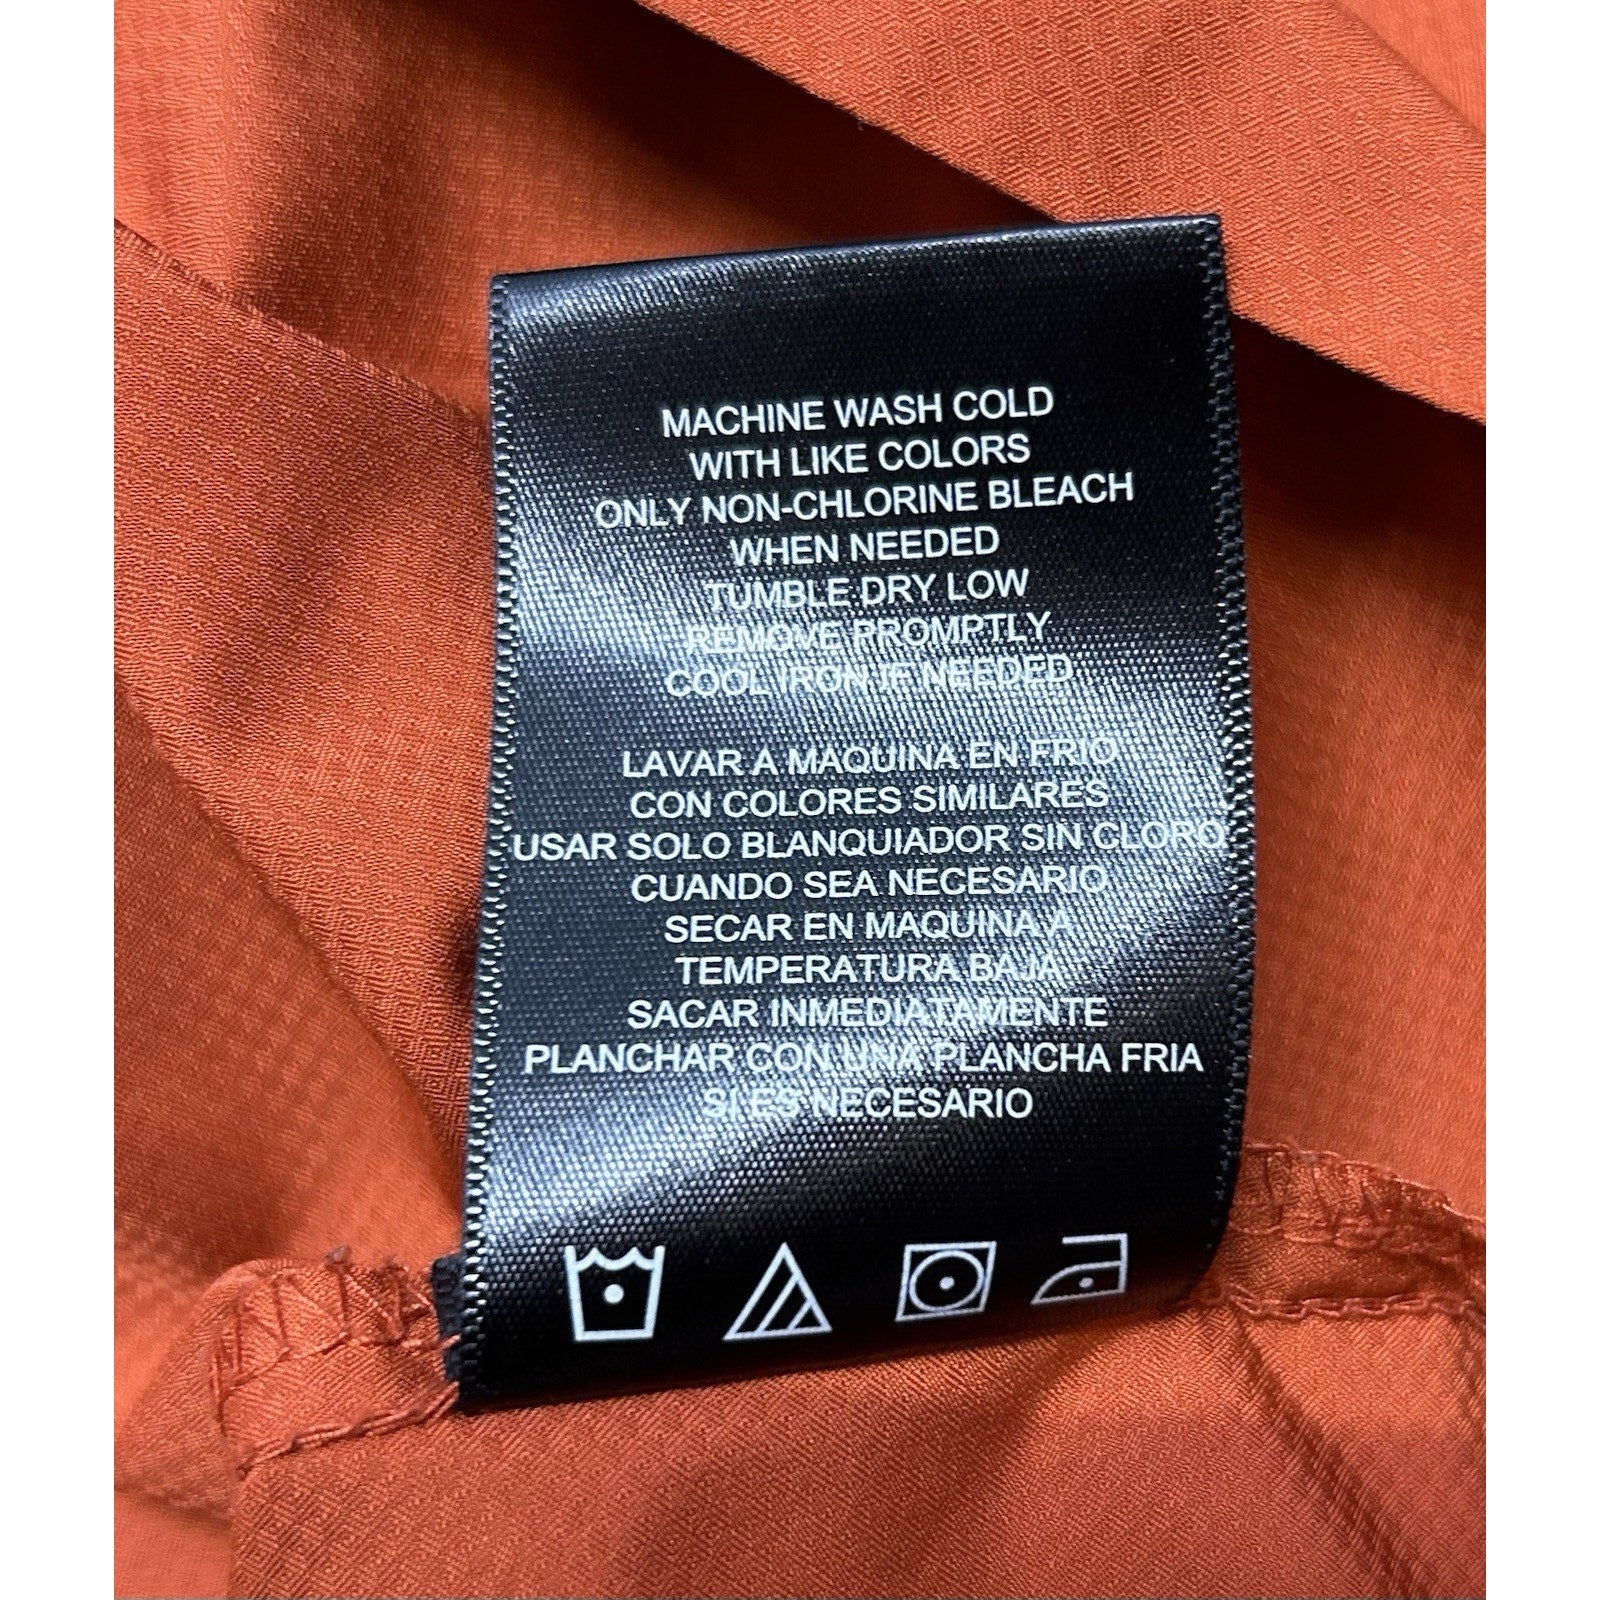 MACHINE WASH COLD
WITH LIKE COLORS
ONLY NON-CHLORINE BLEACH
WHEN NEEDED
TUMBLE DRY LOW
REMOVE PROMPTLY
COOL IRON IF NEEDED
LAVAR A MAQUINA EN FRIO
CON COLORES SIMILARES
USAR SOLO BLANQUIADOR SIN CLORO
CUANDO SEA NECESARIO
SECAR EN MAQUINA A
TEMPERATURA BAJA
SACAR INMEDIATAMENTE
PLANCHAR CON UNA PLANCHA FRIA
SI ES NECESARIO